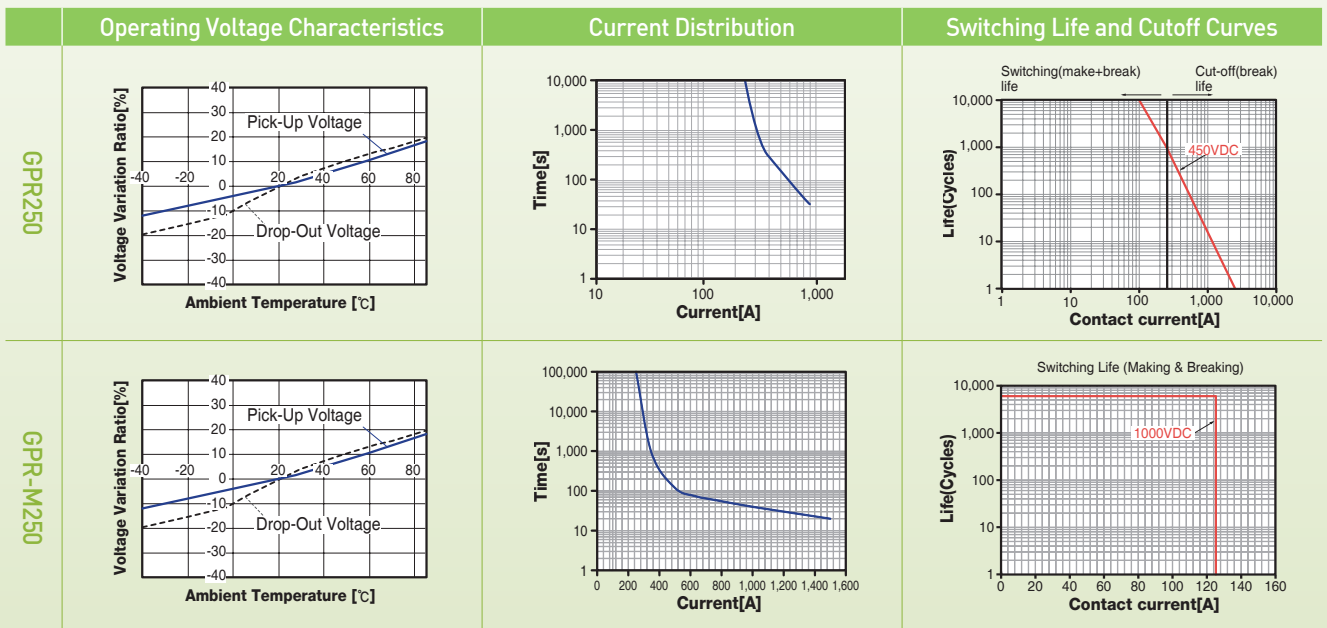 Operating Voltage Characteristics
Current Distribution
Switching Life and Cutoff Curves
GPR250
Voltage Variation Ratio[%]
40
30
20
10
0
-10
-20
-30
-40
-40 -20 20 40 60 80
Pick-Up Voltage
Drop-Out Voltage
Ambient Temperature [℃]
Time[s]
10,000
1,000
100
10
1
10 100 1,000
Current[A]
Switching(make+break)
life
Cut-off(break)
life
Life(Cycles)
10,000
1,000
100
10
1
450VDC
1 10 100 1,000 10,000
Contact current[A]
GPR-M250
Voltage Variation Ratio[%]
40
30
20
10
0
-10
-20
-30
-40
-40 -20 20 40 60 80
Pick-Up Voltage
Drop-Out Voltage
Ambient Temperature [℃]
Time[s]
100,000
10,000
1,000
100
10
1
0 200 400 600 800 1,000 1,200 1,400 1,600
Current[A]
Switching Life (Making & Breaking)
Life(Cycles)
10,000
1,000
100
10
1
1000VDC
0 20 40 60 80 100 120 140 160
Contact current[A]